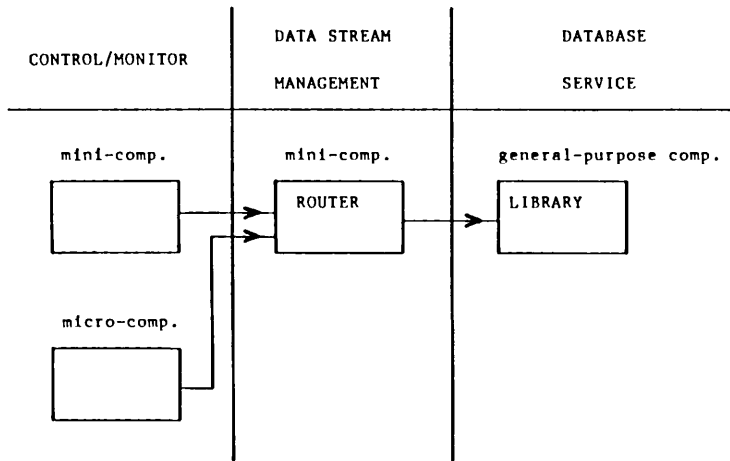 CONTROL/MONITOR
DATA STREAM
MANAGEMENT
DATABASE
SERVICE
mini-comp.
mini-comp.
general-purpose comp.
ROUTER
LIBRARY
micro-comp.